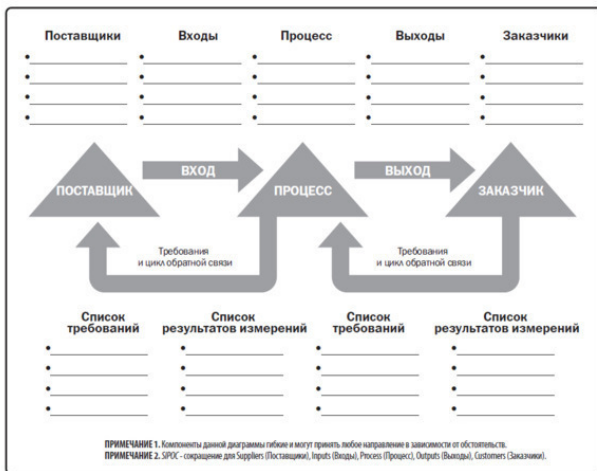 Поставщики Входы Процесс Выходы Заказчики
ВХОД ВЫХОД
ПОСТАВЩИК ПРОЦЕСС ЗАКАЗЧИК
Требования Требования
и цикл обратной связи и цикл обратной связи
Список Список Список Список
требований результатов измерений требований результатов измерений
ПРИМЕЧАНИЕ 1. Компоненты данной диаграммы гибкие и могут принять любое направление в зависимости от обстоятельств.
ПРИМЕЧАНИЕ 2. SIPOC - сокращение для Suppliers (Поставщики), Inputs (Входы), Process (Процесс), Outputs (Выходы), Customers (Заказчики).